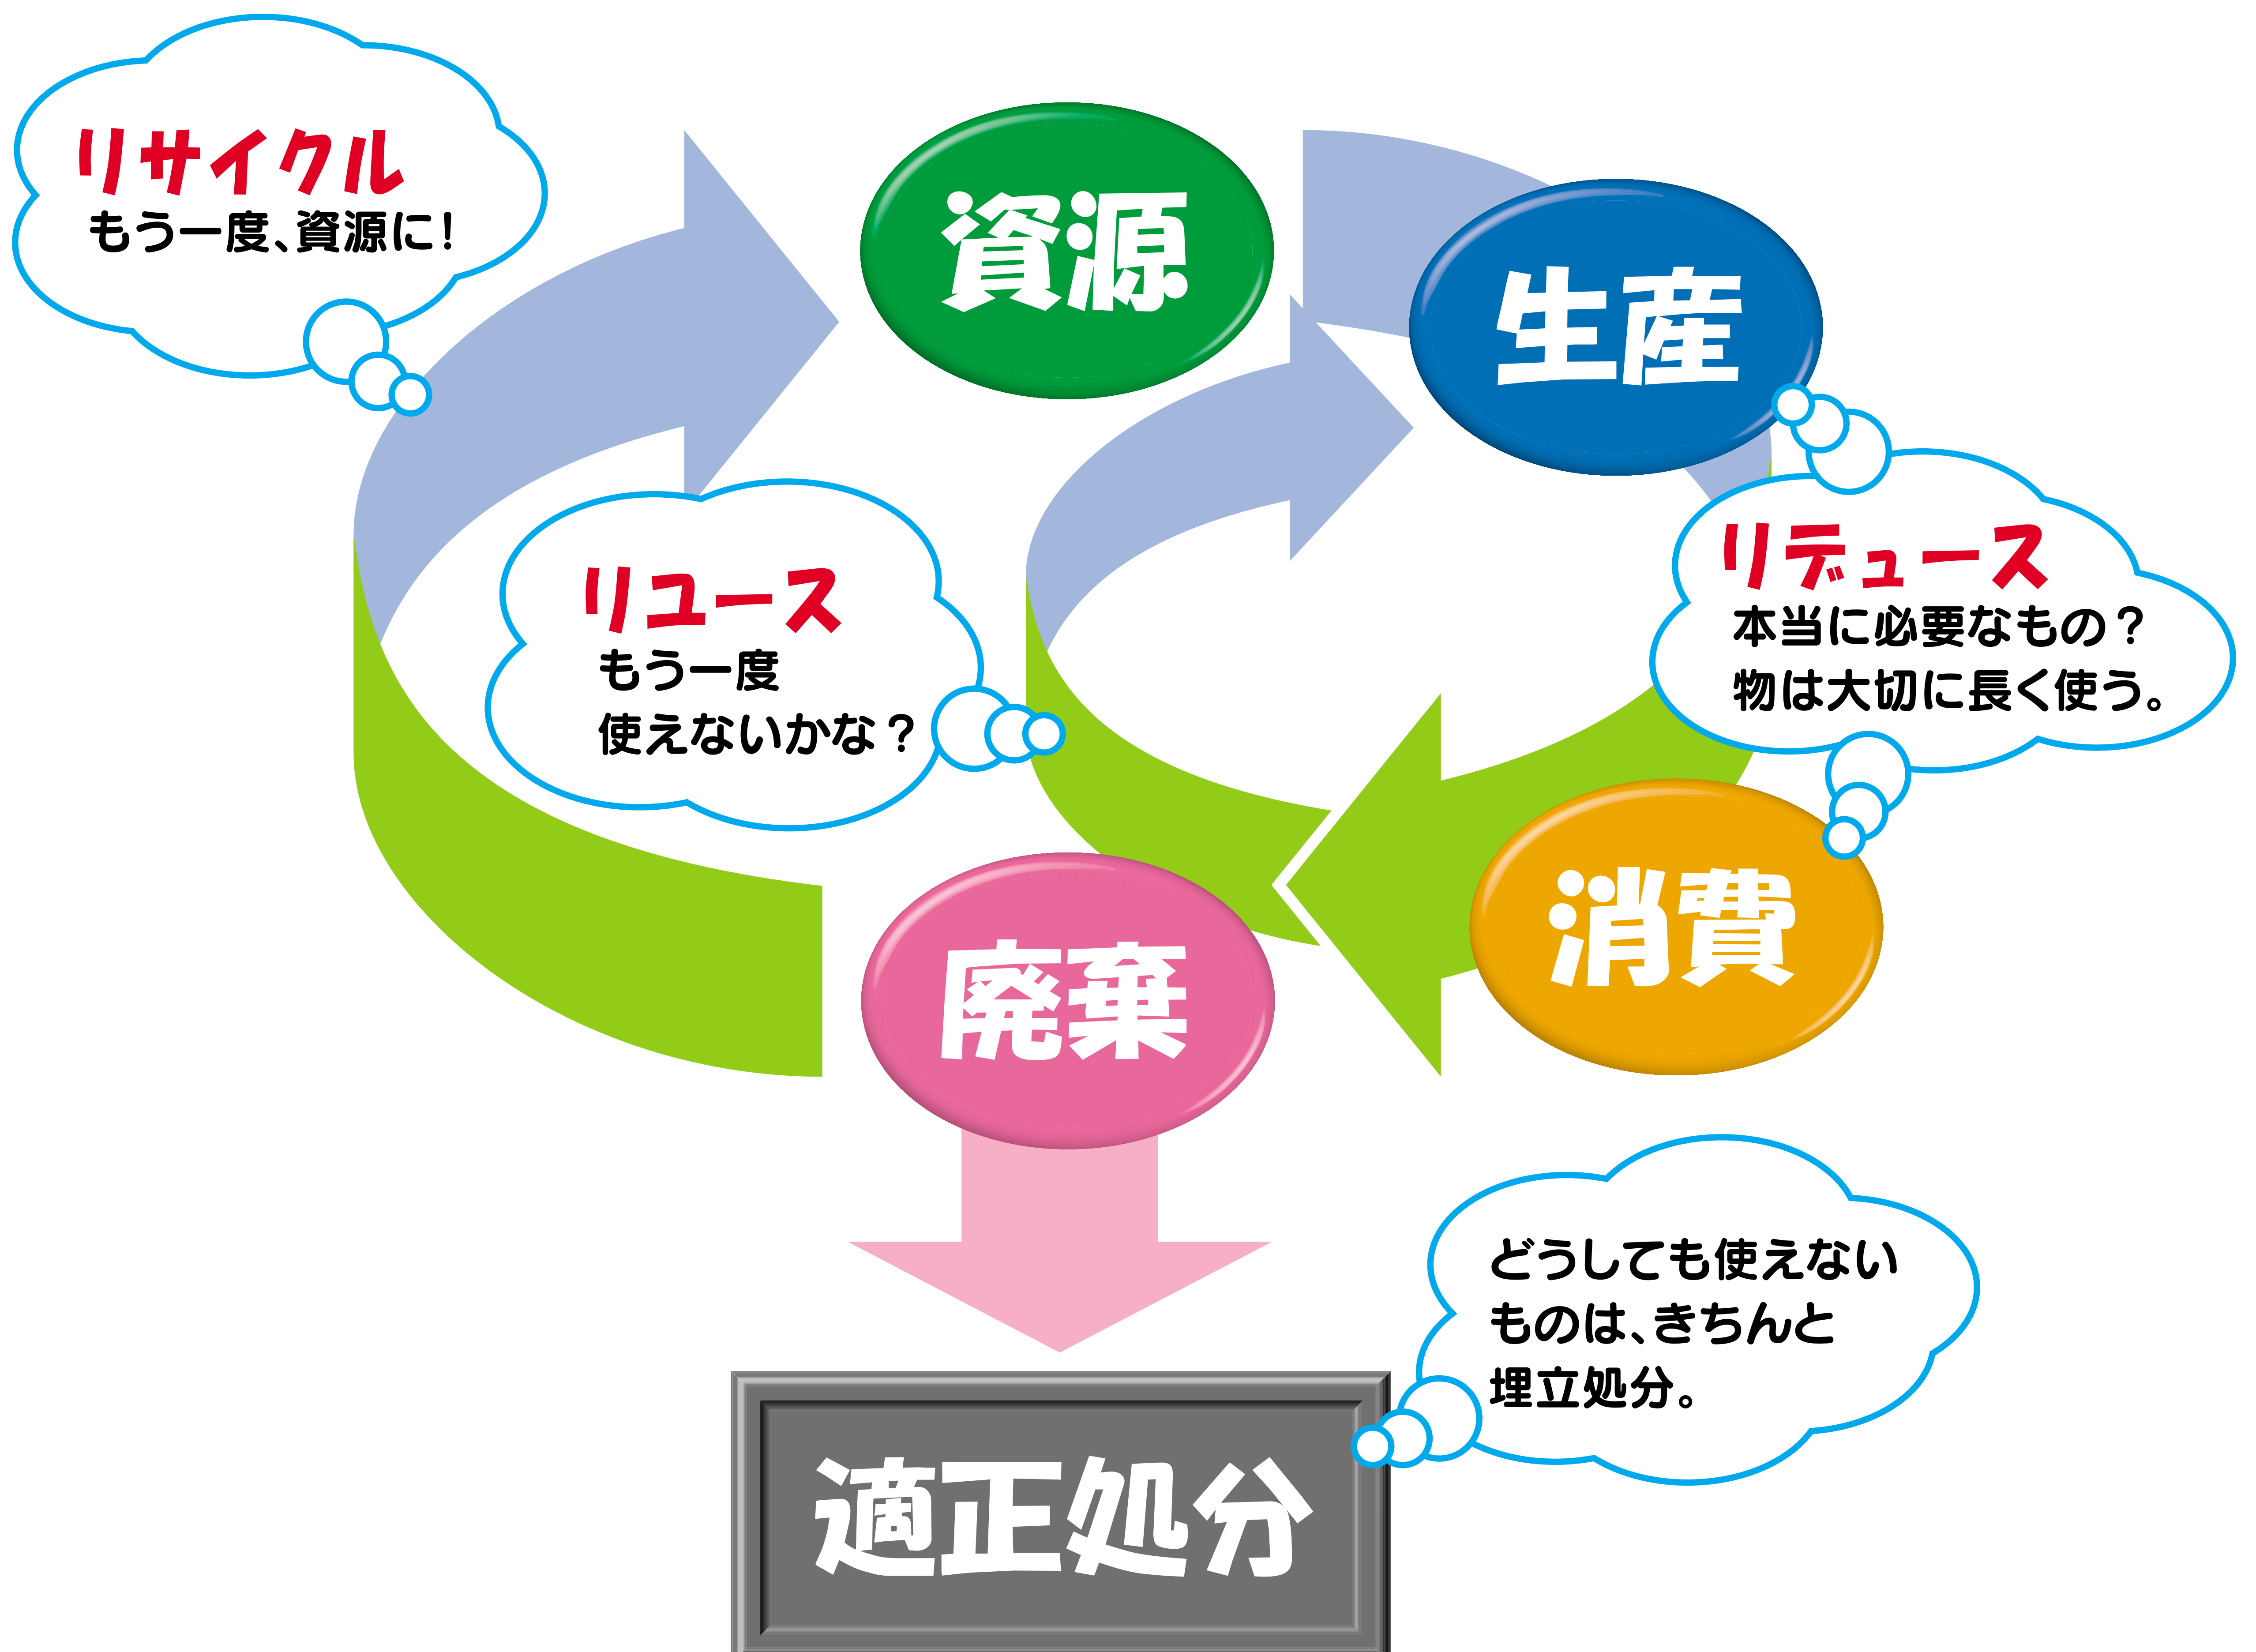 リサイクル
もう一度、資源に!
資源
生産
リデュース
本当に必要なもの?
物は大切に長く使う。
リユース
もう一度
使えないかな?
消費
廃棄
どうしても使えない
ものは、きちんと
埋立処分。
適正処分